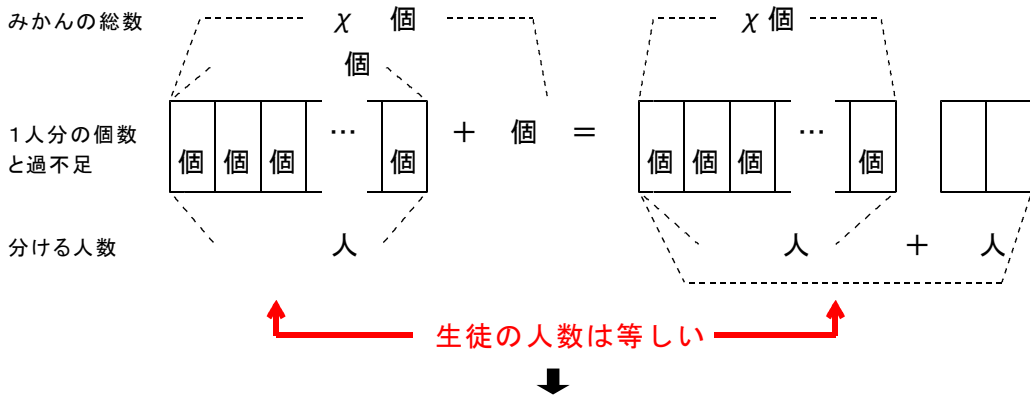 みかんの総数 χ 個 χ 個
個
1人分の個数 … + 個 = …
と過不足 個 個 個 個 個 個 個 個
分ける人数 人 人 + 人
生徒の人数は等しい